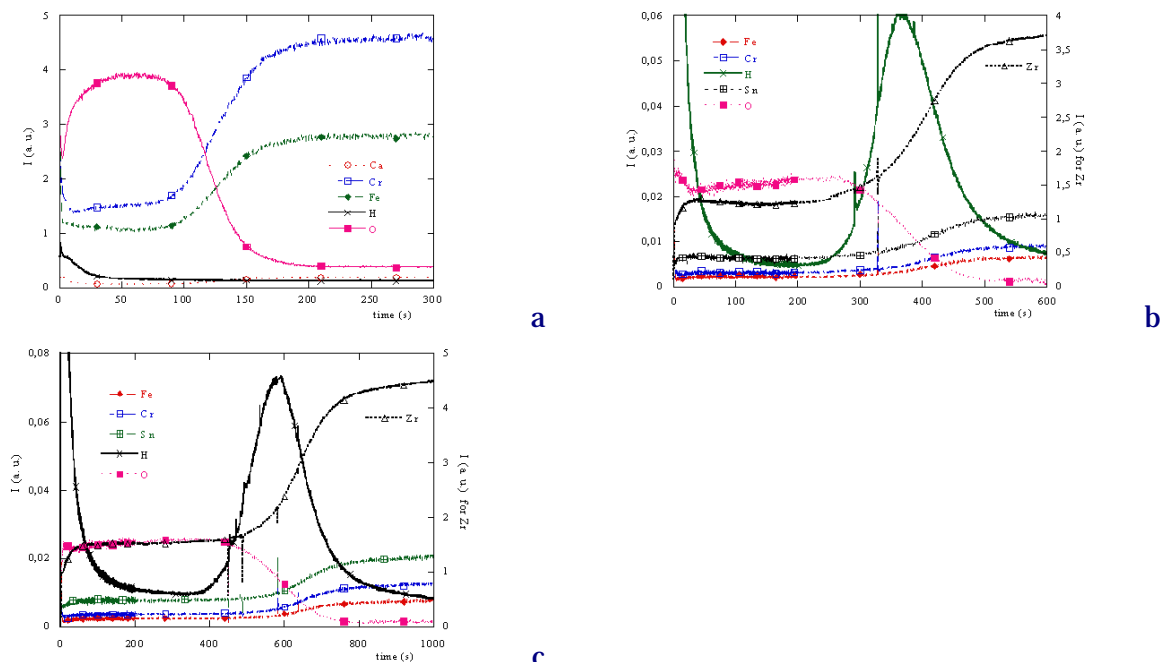 5
4
3
2
1
0
I (a. u.)
Ca
Cr
Fe
H
O
0 50 100 150 200 250 300
time (s)
a
0,06
0,05
0,04
0,03
0,02
0,01
0
I (a. u.)
Fe
Cr
H
Sn
O
Zr
4
3,5
3
2,5
2
1,5
1
0,5
0
I (a. u.) for Zr
0 100 200 300 400 500 600
time (s)
b
0,08
0,06
0,04
0,02
0
I (a. u.)
Fe
Cr
Sn
H
O
Zr
5
4
3
2
1
0
I (a. u.) for Zr
0 200 400 600 800 1000
time (s)
c